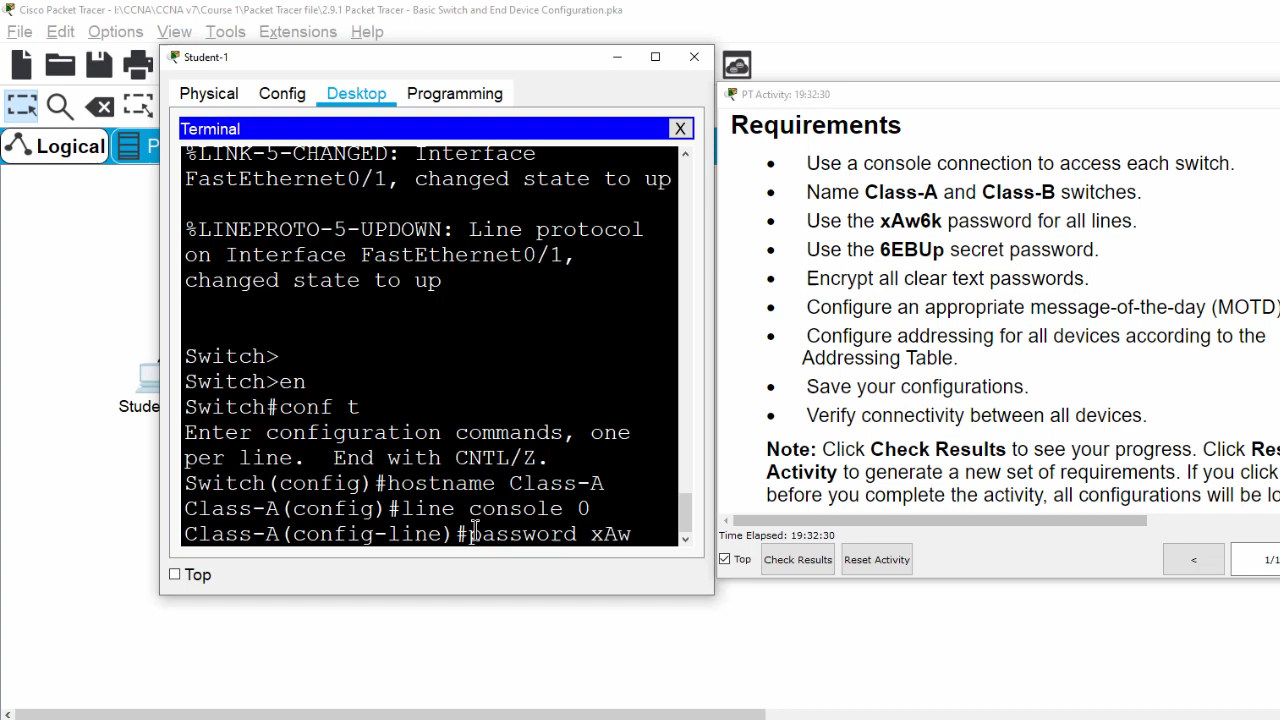 Cisco Packet Tracer - I:\CCNA\CCNA v7\Course 1\Packet Tracer file\2.9.1 Packet Tracer - Basic Switch and End Device Configuration.pka
File Edit Options View Tools Extensions Help
Student-1
Physical Config Desktop Programming
Terminal X
%LINK-5-CHANGED: Interface
FastEthernet0/1, changed state to up
%LINEPROTO-5-UPDOWN: Line protocol
on Interface FastEthernet0/1,
changed state to up
Switch>
Switch>en
Switch#conf t
Enter configuration commands, one
per line. End with CNTL/Z.
Switch(config)#hostname Class-A
Class-A(config)#line console 0
Class-A(config-line)#password xAw
Top
Logical P
Stude
PT Activity: 19:32:30
Requirements
• Use a console connection to access each switch.
• Name Class-A and Class-B switches.
• Use the xAw6k password for all lines.
• Use the 6EBUp secret password.
• Encrypt all clear text passwords.
• Configure an appropriate message-of-the-day (MOTD)
• Configure addressing for all devices according to the
Addressing Table.
• Save your configurations.
• Verify connectivity between all devices.
Note: Click Check Results to see your progress. Click Res
Activity to generate a new set of requirements. If you click
before you complete the activity, all configurations will be lo
Time Elapsed: 19:32:30
Top Check Results Reset Activity < 1/1